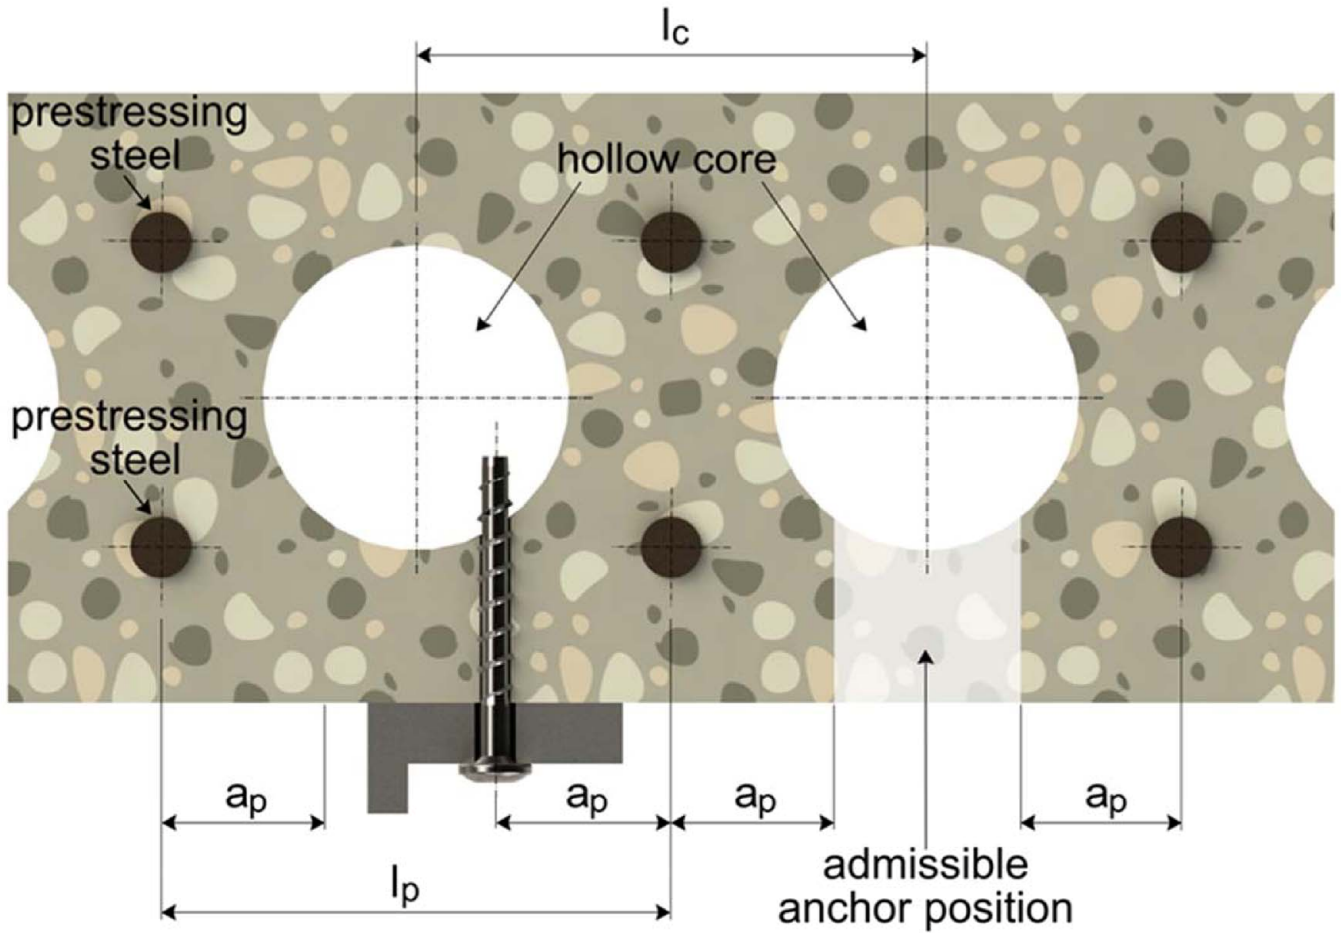 l_c
prestressing
steel
hollow core
prestressing
steel
a_p
a_p
a_p
a_p
l_p
admissible
anchor position